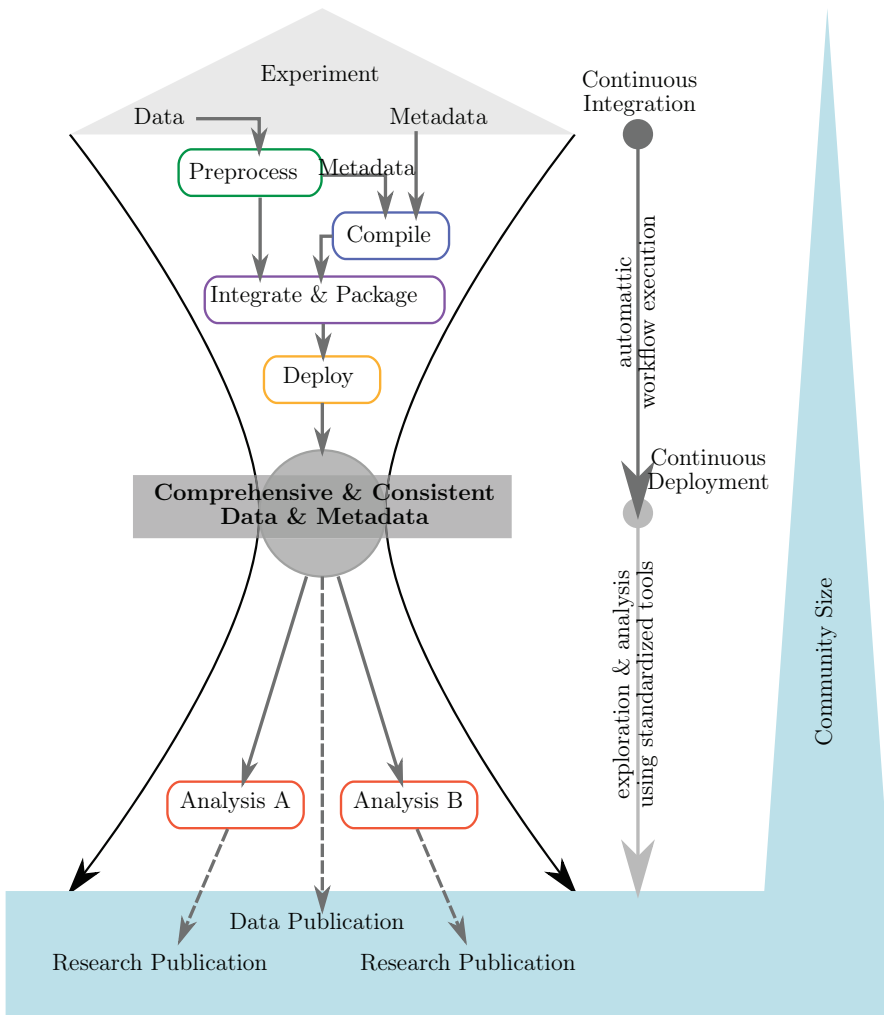 Experiment
Data
Metadata
Preprocess
Metadata
Compile
Integrate & Package
Deploy
Comprehensive & Consistent
Data & Metadata
Analysis A
Analysis B
Data Publication
Research Publication
Research Publication
Continuous
Integration
automattic
workflow execution
Continuous
Deployment
exploration & analysis
using standardized tools
Community Size